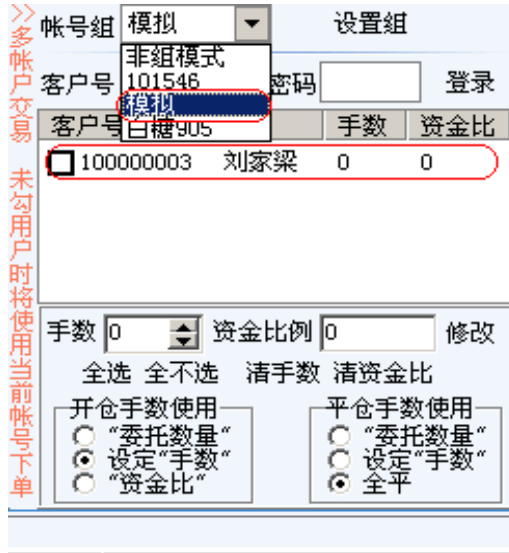 >>多帐户交易 未勾用户时将使用当前帐号下单
帐号组 模拟 设置组
非组模式
101546
模拟
白糖905
客户号 密码 登录
客户号 手数 资金比
100000003 刘家梁 0 0
手数 0 资金比例 0 修改
全选 全不选 清手数 清资金比
开仓手数使用
"委托数量"
设定"手数"
"资金比"
平仓手数使用
"委托数量"
设定"手数"
全平